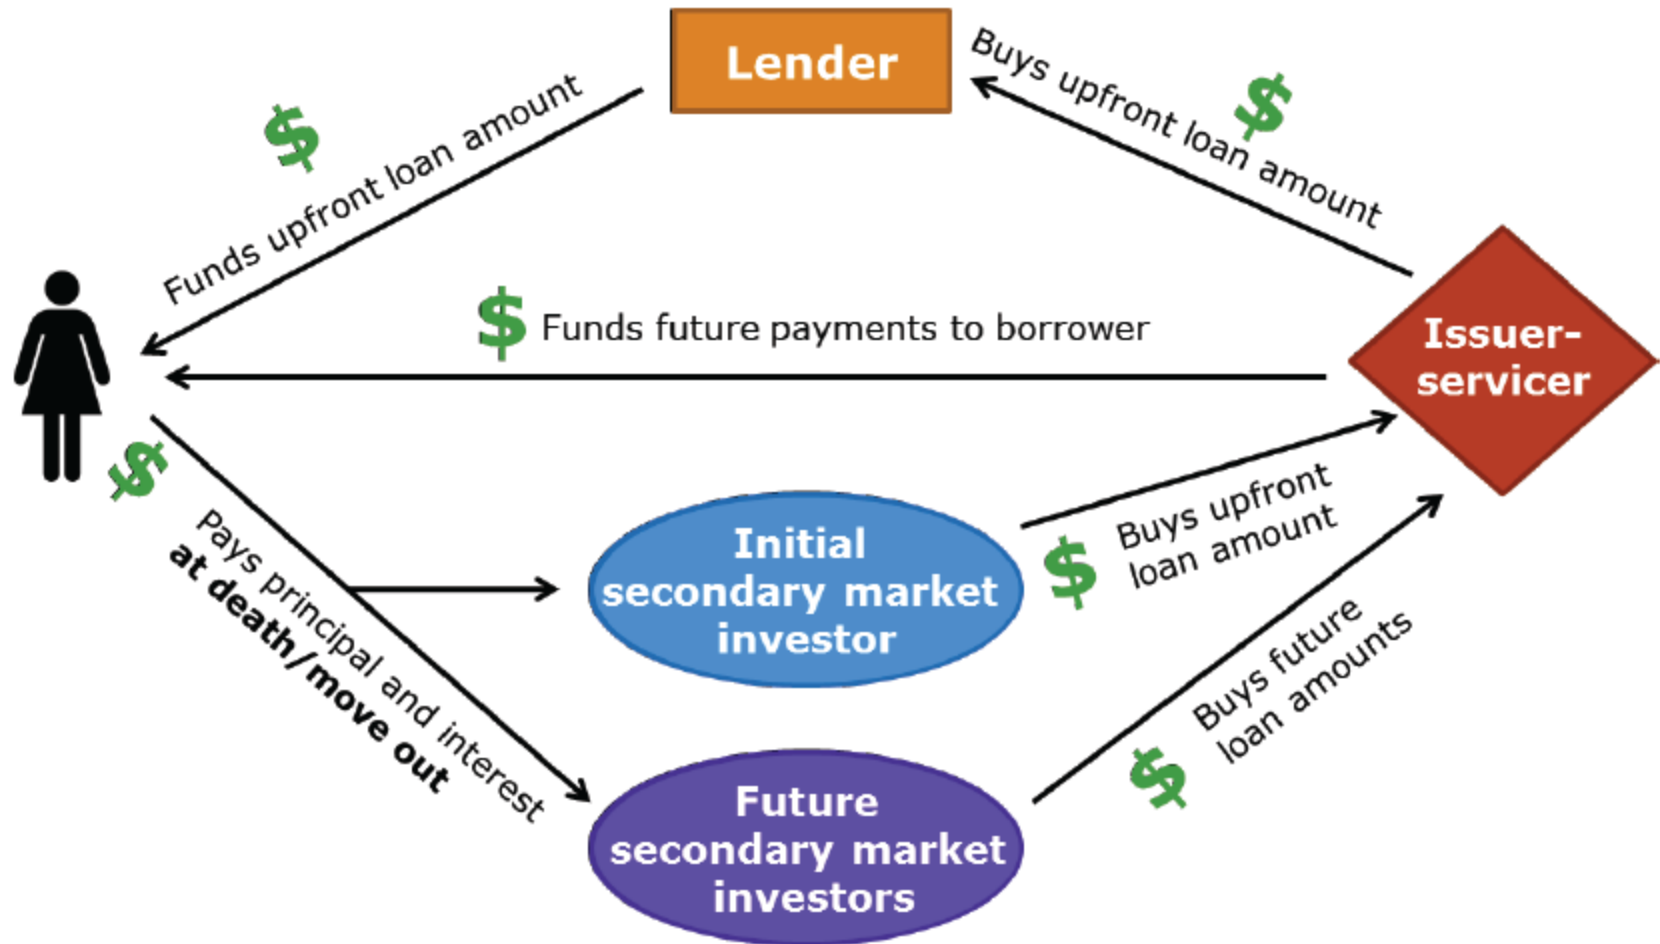 Lender
Buys upfront loan amount
$
$
Funds upfront loan amount
$ Funds future payments to borrower
Issuer-
servicer
$
Pays principal and interest
at death/move out
Initial
secondary market
investor
$
Buys upfront
loan amount
Future
secondary market
investors
$
Buys future
loan amounts